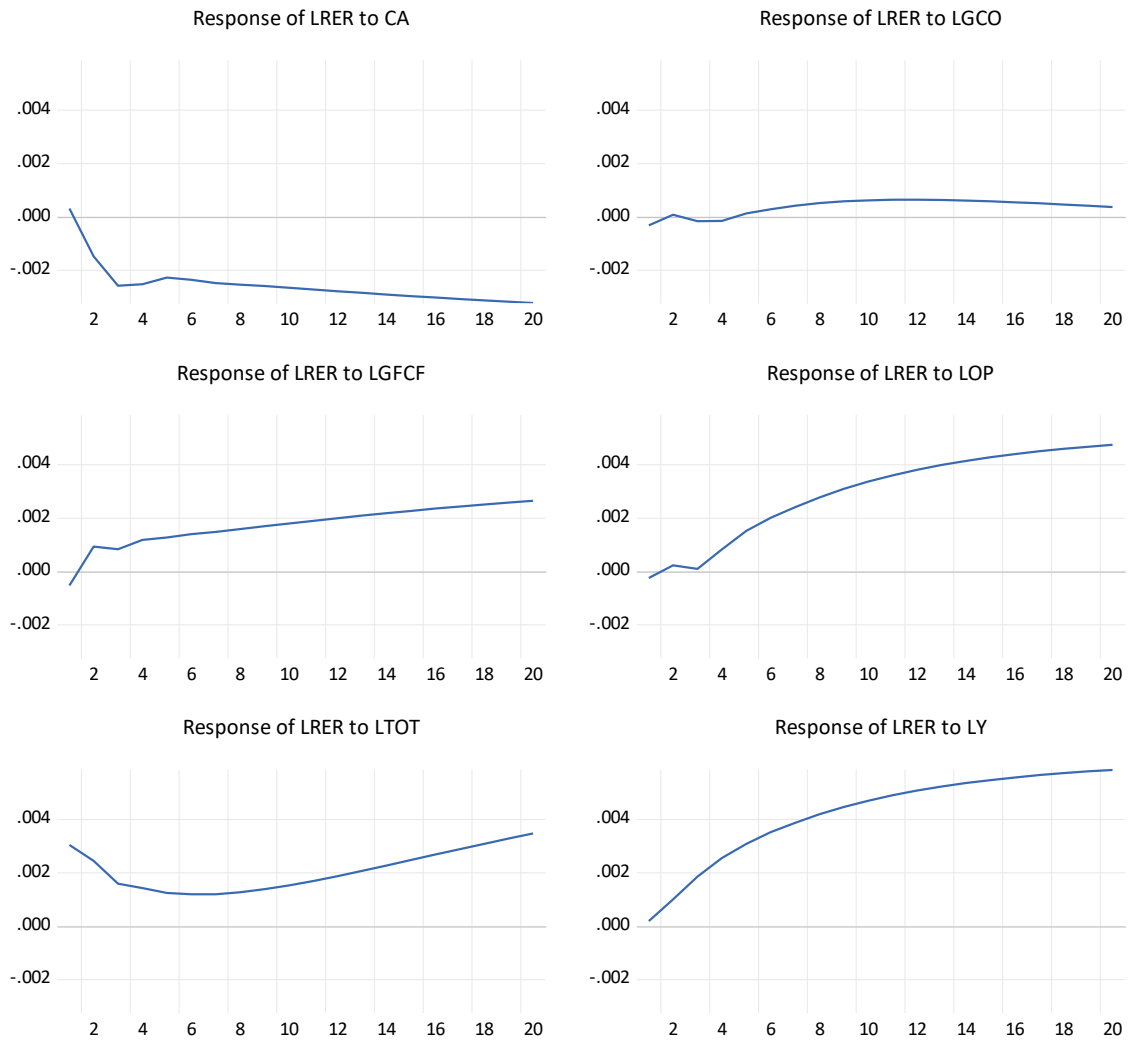 Response of LRER to CA
.004
.002
.000
-.002
2 4 6 8 10 12 14 16 18 20
Response of LRER to LGCO
.004
.002
.000
-.002
2 4 6 8 10 12 14 16 18 20
Response of LRER to LGFCF
.004
.002
.000
-.002
2 4 6 8 10 12 14 16 18 20
Response of LRER to LOP
.004
.002
.000
-.002
2 4 6 8 10 12 14 16 18 20
Response of LRER to LTOT
.004
.002
.000
-.002
2 4 6 8 10 12 14 16 18 20
Response of LRER to LY
.004
.002
.000
-.002
2 4 6 8 10 12 14 16 18 20